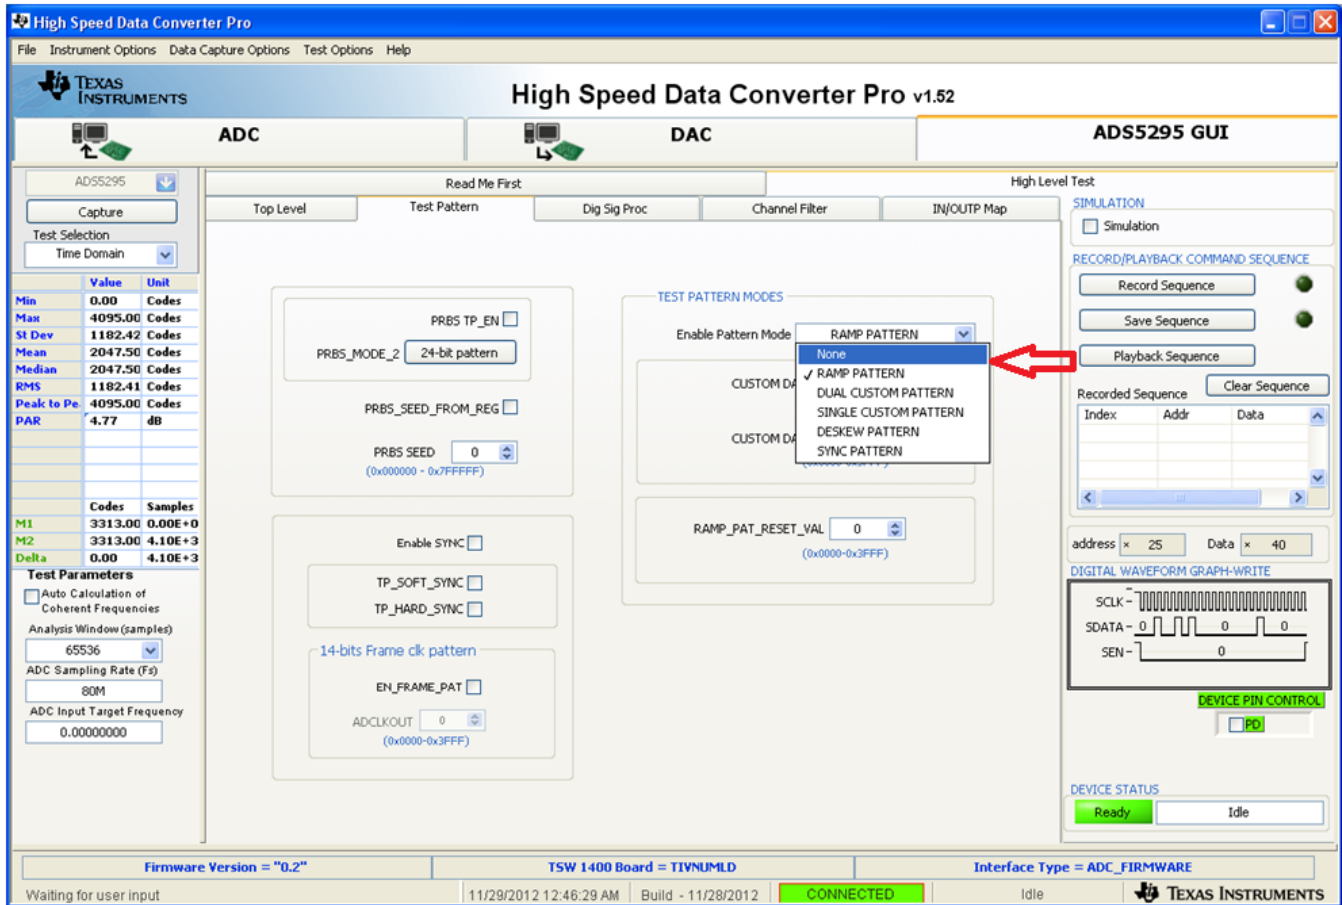 High Speed Data Converter Pro
File Instrument Options Data Capture Options Test Options Help
TEXAS INSTRUMENTS
High Speed Data Converter Pro v1.52
ADC
DAC
ADS5295 GUI
ADS5295
Capture
Test Selection
Time Domain
Value Unit
Min 0.00 Codes
Max 4095.00 Codes
St Dev 1182.42 Codes
Mean 2047.50 Codes
Median 2047.50 Codes
RMS 1182.41 Codes
Peak to Pe- 4095.00 Codes
PAR 4.77 dB
Codes Samples
M1 3313.00 0.00E+0
M2 3313.00 4.10E+3
Delta 0.00 4.10E+3
Test Parameters
Auto Calculation of
Coherent Frequencies
Analysis Window (samples)
65536
ADC Sampling Rate (Fs)
80M
ADC Input Target Frequency
0.00000000
Read Me First
High Level Test
Top Level
Test Pattern
Dig Sig Proc
Channel Filter
IN/OUTP Map
PRBS TP_EN
PRBS_MODE_2 24-bit pattern
PRBS_SEED_FROM_REG
PRBS SEED 0
(0x000000 - 0x7FFFFF)
Enable SYNC
TP_SOFT_SYNC
TP_HARD_SYNC
14-bits Frame clk pattern
EN_FRAME_PAT
ADCLKOUT 0
(0x0000-0x3FFF)
TEST PATTERN MODES
Enable Pattern Mode RAMP PATTERN
None
✓ RAMP PATTERN
DUAL CUSTOM PATTERN
SINGLE CUSTOM PATTERN
DESKEW PATTERN
SYNC PATTERN
CUSTOM DA
CUSTOM DA
RAMP_PAT_RESET_VAL 0
(0x0000-0x3FFF)
SIMULATION
Simulation
RECORD/PLAYBACK COMMAND SEQUENCE
Record Sequence
Save Sequence
Playback Sequence
Recorded Sequence Clear Sequence
Index Addr Data
address × 25 Data × 40
DIGITAL WAVEFORM GRAPH-WRITE
SCLK -
SDATA - 0 0 0
SEN - 0
DEVICE PIN CONTROL
PD
DEVICE STATUS
Ready Idle
Firmware Version = "0.2"
TSW 1400 Board = TIVNUMLD
Interface Type = ADC_FIRMWARE
Waiting for user input
11/29/2012 12:46:29 AM
Build - 11/28/2012
CONNECTED
Idle
TEXAS INSTRUMENTS